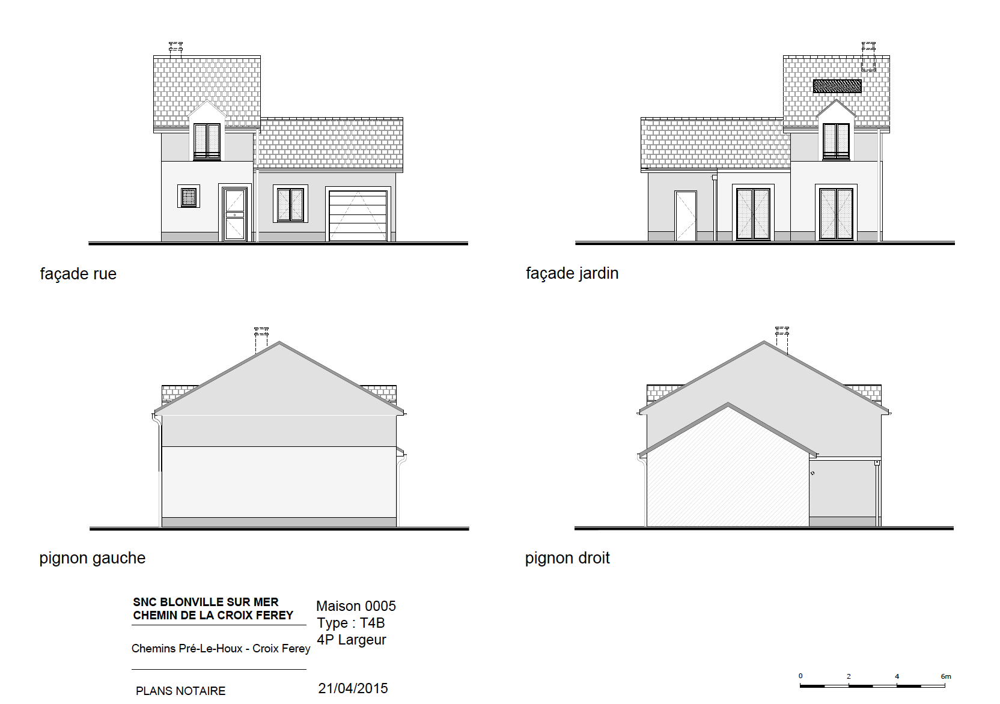 façade rue
façade jardin
pignon gauche
pignon droit
SNC BLONVILLE SUR MER
CHEMIN DE LA CROIX FEREY
Chemins Pré-Le-Houx - Croix Ferey
PLANS NOTAIRE
Maison 0005
Type : T4B
4P Largeur
21/04/2015
0 2 4 6m